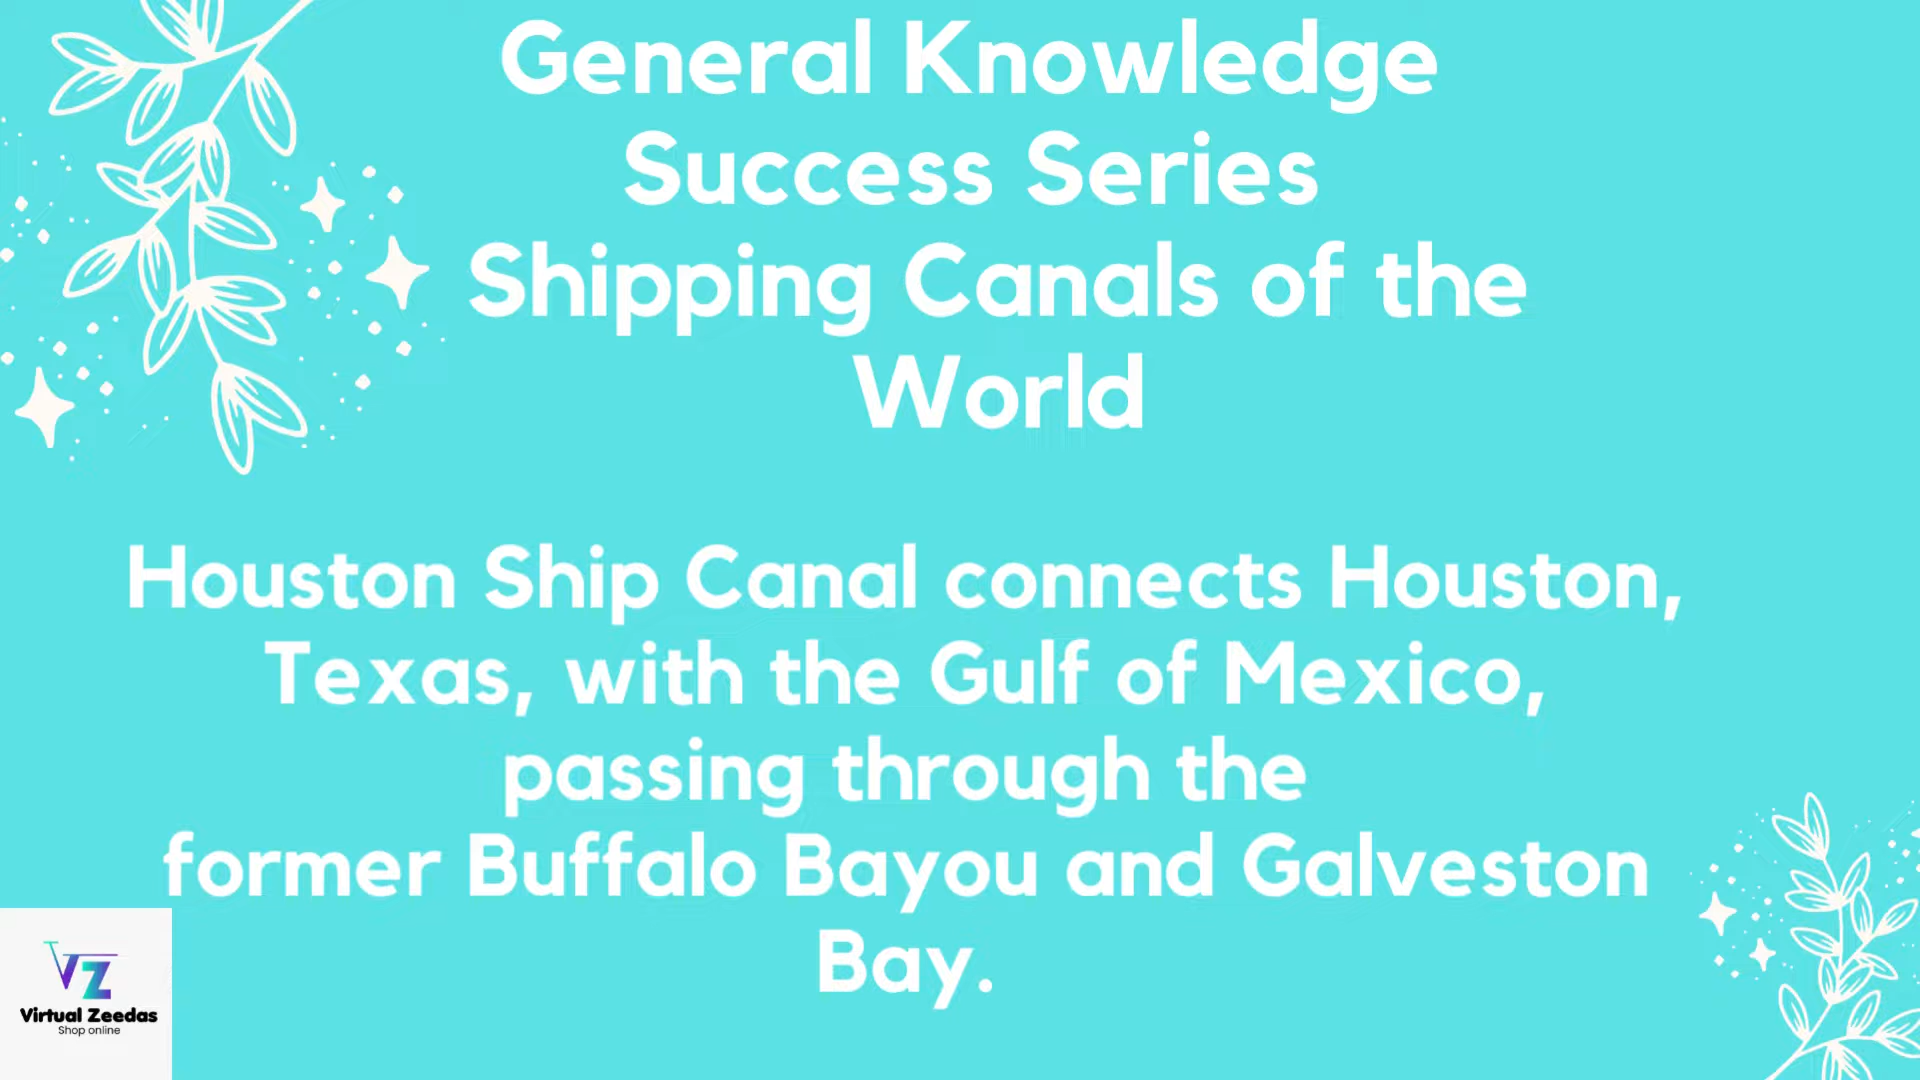 General Knowledge
Success Series
Shipping Canals of the
World
Houston Ship Canal connects Houston,
Texas, with the Gulf of Mexico,
passing through the
former Buffalo Bayou and Galveston
Bay.
VZ
Virtual Zeedas
Shop online